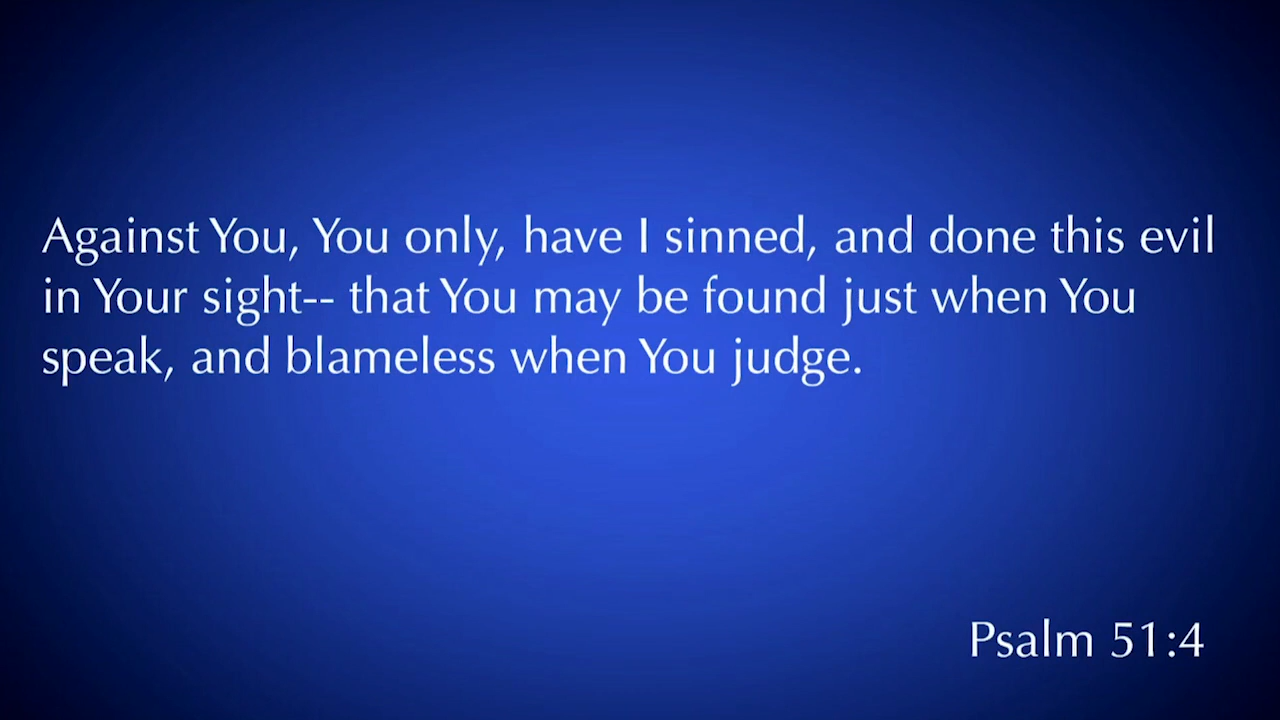 Against You, You only, have I sinned, and done this evil
in Your sight-- that You may be found just when You
speak, and blameless when You judge.
Psalm 51:4